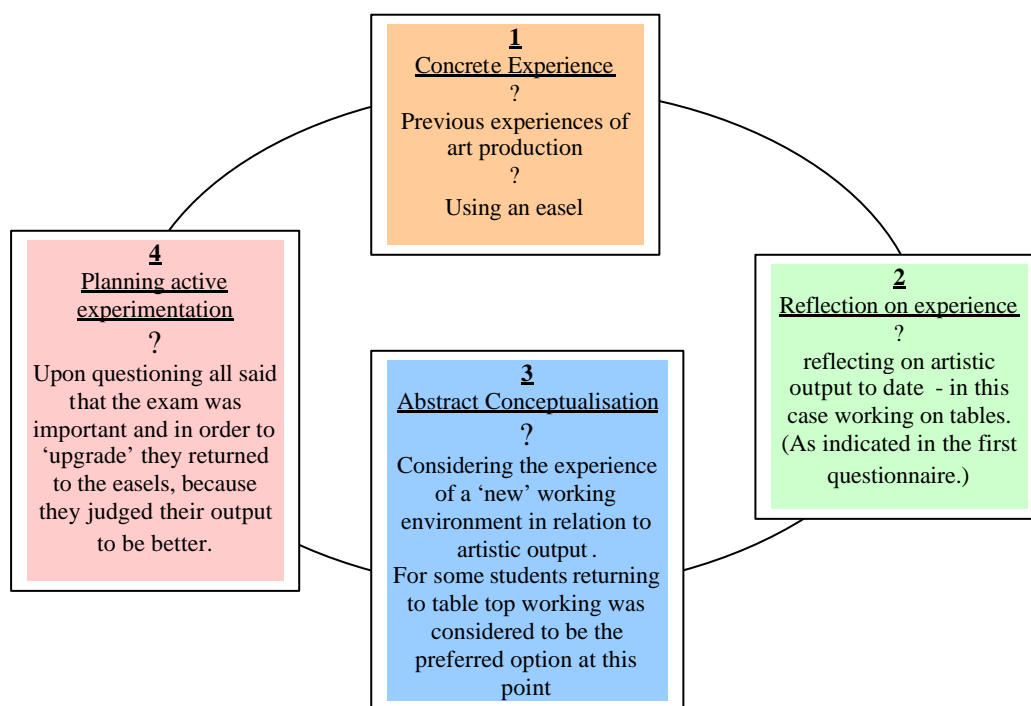 1
Concrete Experience
?
Previous experiences of
art production
?
Using an easel
2
Reflection on experience
?
reflecting on artistic
output to date - in this
case working on tables.
(As indicated in the first
questionnaire.)
3
Abstract Conceptualisation
?
Considering the experience
of a ‘new’ working
environment in relation to
artistic output .
For some students returning
to table top working was
considered to be the
preferred option at this
point
4
Planning active
experimentation
?
Upon questioning all said
that the exam was
important and in order to
‘upgrade’ they returned
to the easels, because
they judged their output
to be better.